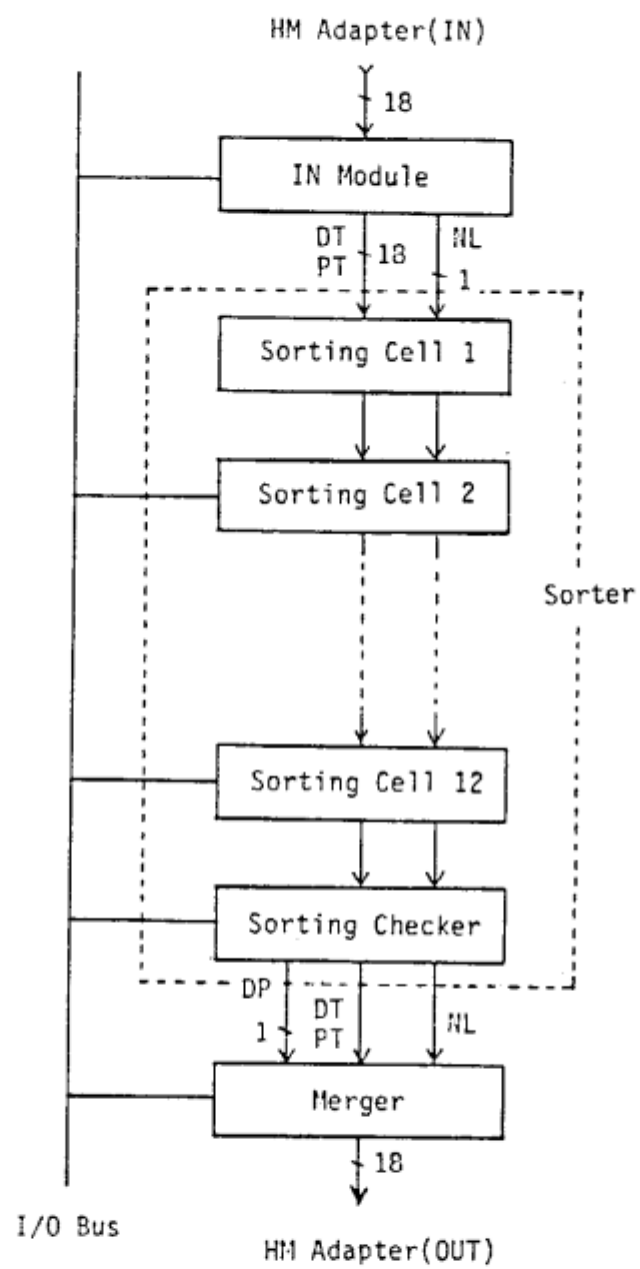 HM Adapter(IN)
18
IN Module
DT
PT
18
NL
1
Sorting Cell 1
Sorting Cell 2
Sorter
Sorting Cell 12
Sorting Checker
DP
1
DT
PT
NL
Merger
18
I/O Bus
HM Adapter(OUT)